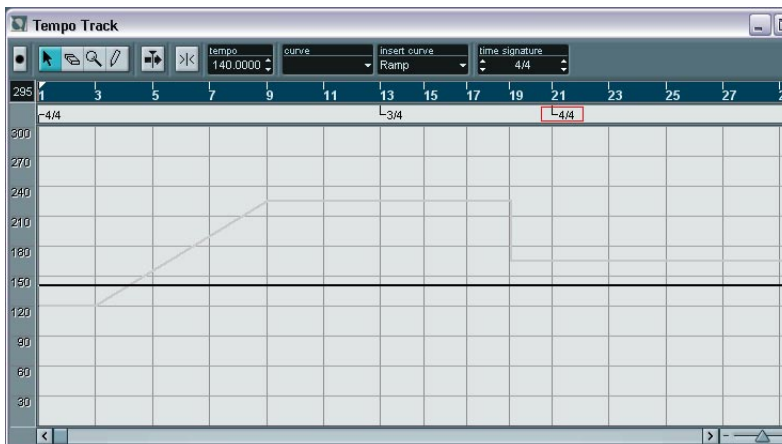 Tempo Track
tempo curve insert curve time signature
140.0000 Ramp 4/4
295 1 3 5 7 9 11 13 15 17 19 21 23 25 27
4/4 3/4 4/4
300
270
240
210
180
150
120
90
60
30